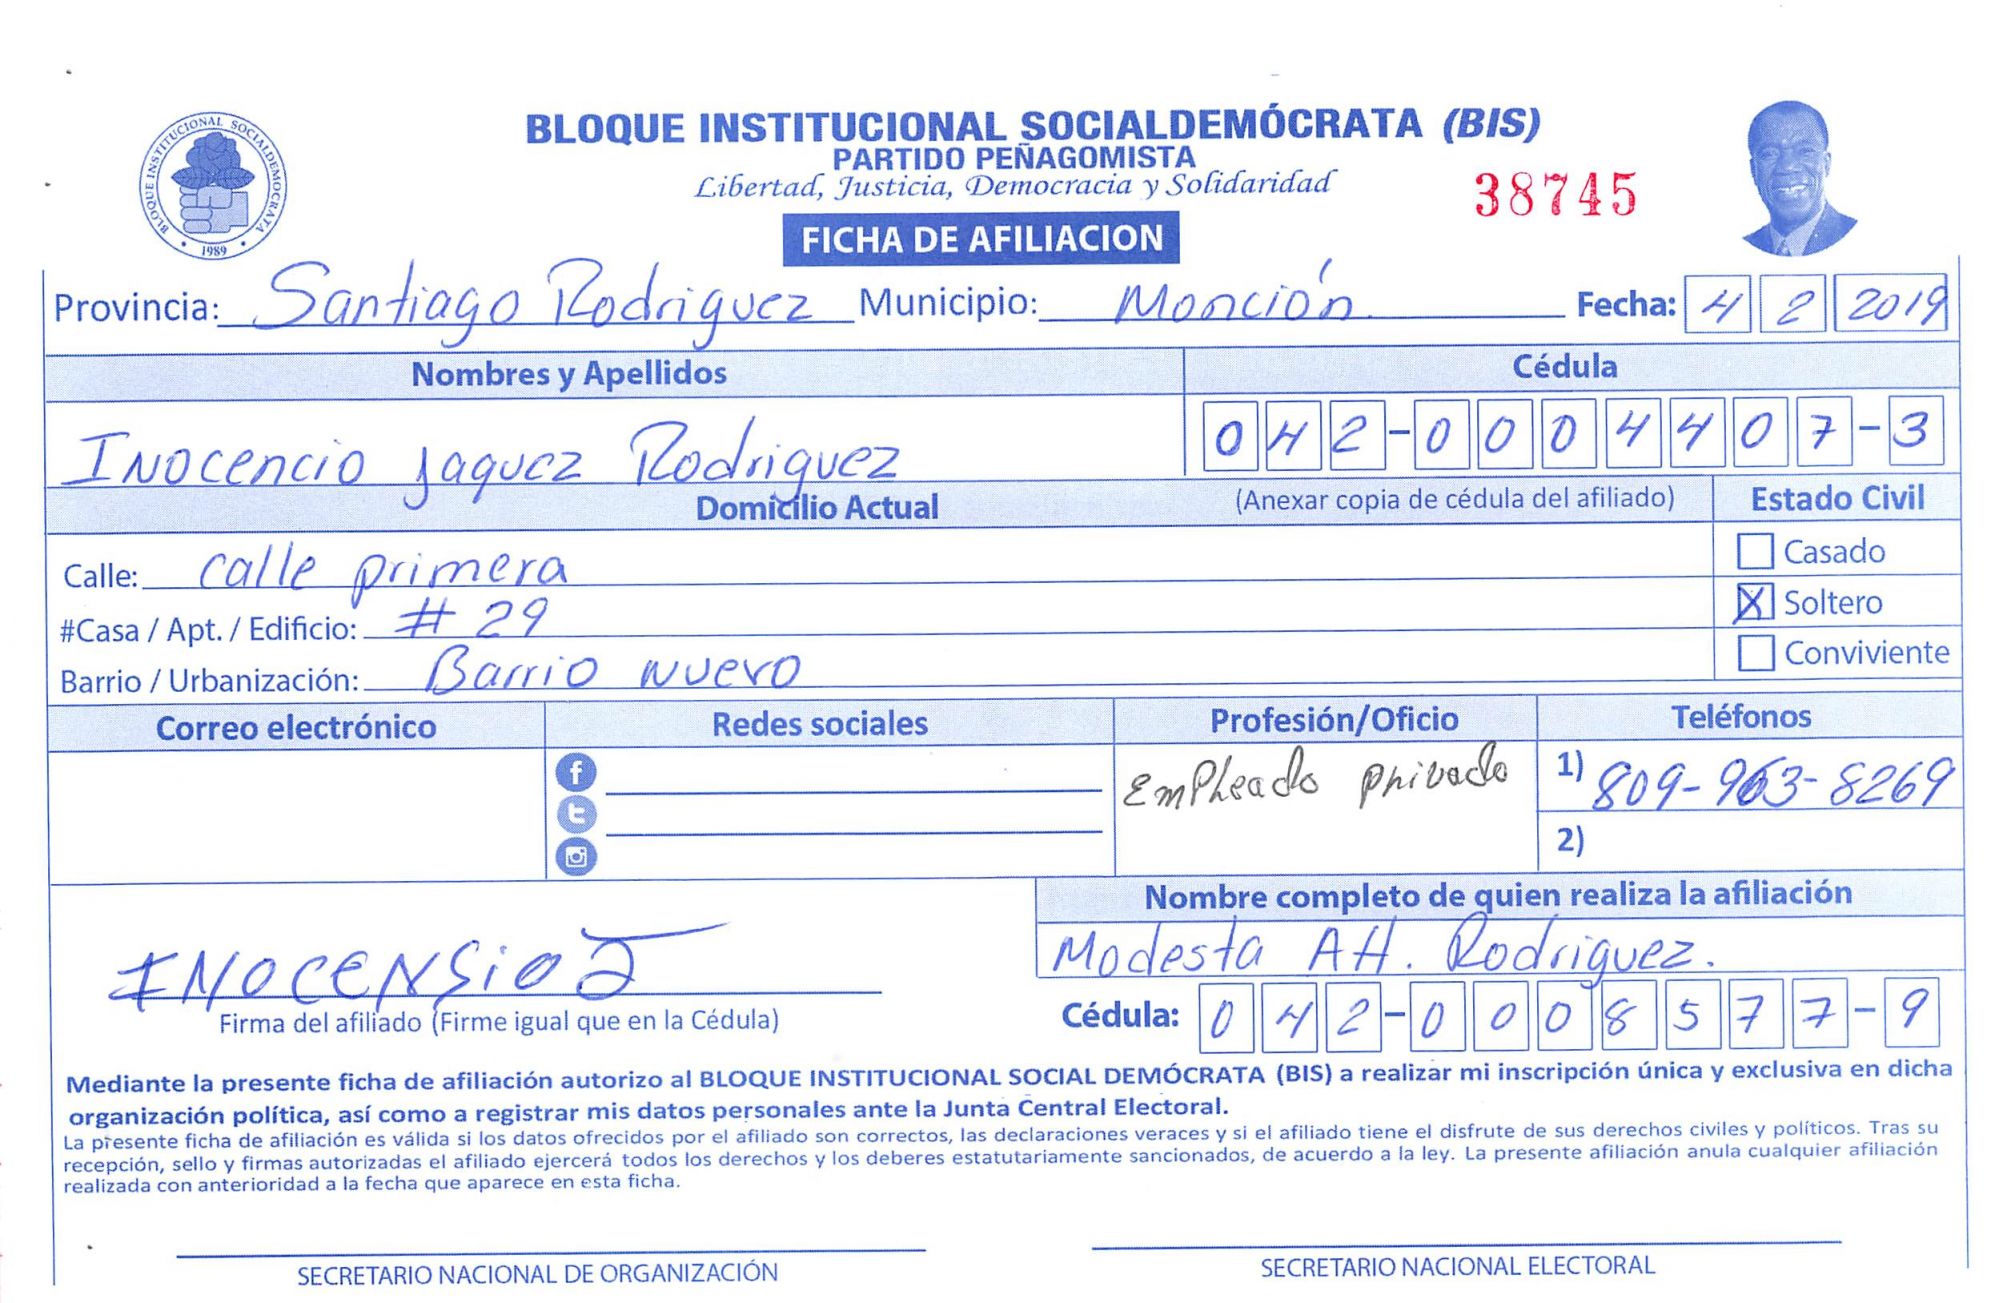 BLOQUE INSTITUCIONAL SOCIALDEMÓCRATA
1989
BLOQUE INSTITUCIONAL SOCIALDEMÓCRATA (BIS)
PARTIDO PEÑAGOMISTA
Libertad, Justicia, Democracia y Solidaridad
38745
FICHA DE AFILIACION
Provincia: Santiago Rodriguez Municipio: Monción Fecha: 4 2 2019
Nombres y Apellidos Cédula
Inocencio Jaquez Rodriguez 042-0004407-3
Domicilio Actual (Anexar copia de cédula del afiliado) Estado Civil
Calle: calle primera Casado
#Casa / Apt. / Edificio: # 29 X Soltero
Barrio / Urbanización: Barrio Nuevo Conviviente
Correo electrónico Redes sociales Profesión/Oficio Teléfonos
Empleado privado 1) 809-963-8269
2)
Nombre completo de quien realiza la afiliación
Modesta Alt. Rodriguez.
INOCENSIO J
Firma del afiliado (Firme igual que en la Cédula) Cédula: 042-0008577-9
Mediante la presente ficha de afiliación autorizo al BLOQUE INSTITUCIONAL SOCIAL DEMÓCRATA (BIS) a realizar mi inscripción única y exclusiva en dicha
organización política, así como a registrar mis datos personales ante la Junta Central Electoral.
La presente ficha de afiliación es válida si los datos ofrecidos por el afiliado son correctos, las declaraciones veraces y si el afiliado tiene el disfrute de sus derechos civiles y políticos. Tras su
recepción, sello y firmas autorizadas el afiliado ejercerá todos los derechos y los deberes estatutariamente sancionados, de acuerdo a la ley. La presente afiliación anula cualquier afiliación
realizada con anterioridad a la fecha que aparece en esta ficha.
SECRETARIO NACIONAL DE ORGANIZACIÓN SECRETARIO NACIONAL ELECTORAL